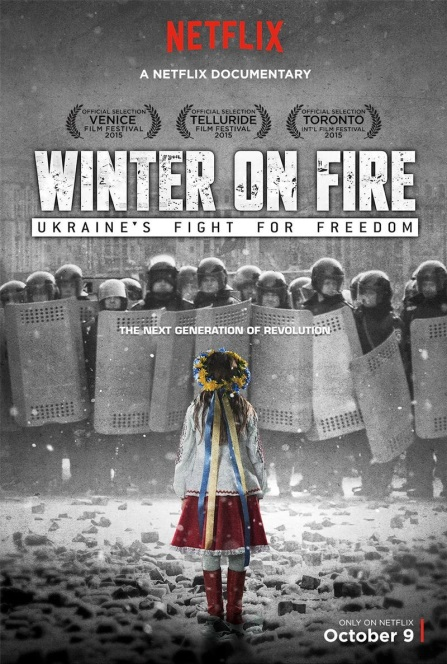 NETFLIX
A NETFLIX DOCUMENTARY
OFFICIAL SELECTION
VENICE
FILM FESTIVAL
2015
OFFICIAL SELECTION
TELLURIDE
FILM FESTIVAL
2015
OFFICIAL SELECTION
TORONTO
INT'L FILM FESTIVAL
2015
WINTER ON FIRE
UKRAINE'S FIGHT FOR FREEDOM
THE NEXT GENERATION OF REVOLUTION
ONLY ON NETFLIX
October 9